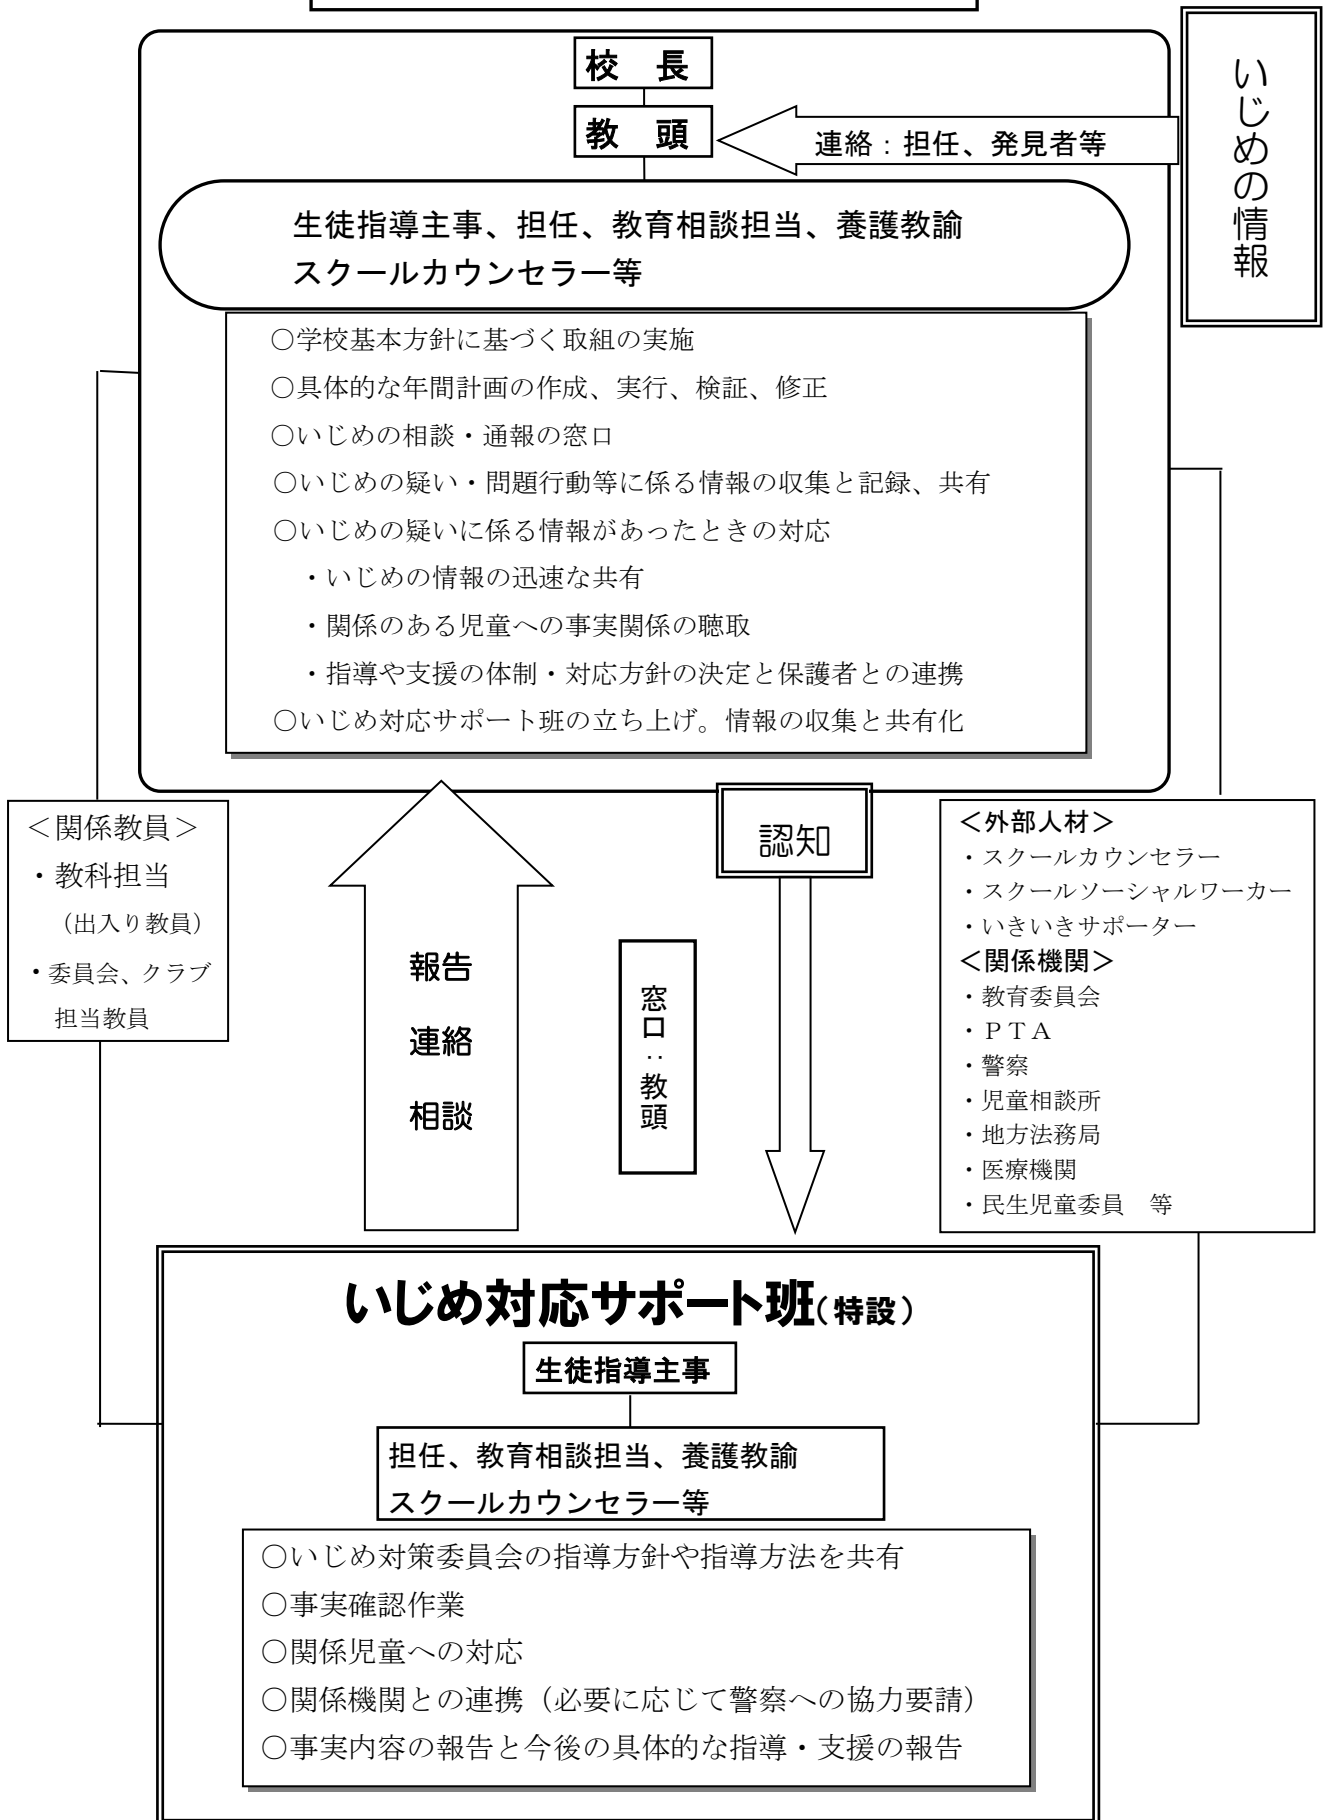 校　長
教　頭
連絡：担任、発見者等
いじめの情報
生徒指導主事、担任、教育相談担当、養護教諭
スクールカウンセラー等
○学校基本方針に基づく取組の実施
○具体的な年間計画の作成、実行、検証、修正
○いじめの相談・通報の窓口
○いじめの疑い・問題行動等に係る情報の収集と記録、共有
○いじめの疑いに係る情報があったときの対応
・いじめの情報の迅速な共有
・関係のある児童への事実関係の聴取
・指導や支援の体制・対応方針の決定と保護者との連携
○いじめ対応サポート班の立ち上げ。情報の収集と共有化
＜関係教員＞
・教科担当
（出入り教員）
・委員会、クラブ
担当教員
報告
連絡
相談
窓口：教頭
認知
＜外部人材＞
・スクールカウンセラー
・スクールソーシャルワーカー
・いきいきサポーター
＜関係機関＞
・教育委員会
・ＰＴＡ
・警察
・児童相談所
・地方法務局
・医療機関
・民生児童委員　等
いじめ対応サポート班（特設）
生徒指導主事
担任、教育相談担当、養護教諭
スクールカウンセラー等
○いじめ対策委員会の指導方針や指導方法を共有
○事実確認作業
○関係児童への対応
○関係機関との連携（必要に応じて警察への協力要請）
○事実内容の報告と今後の具体的な指導・支援の報告